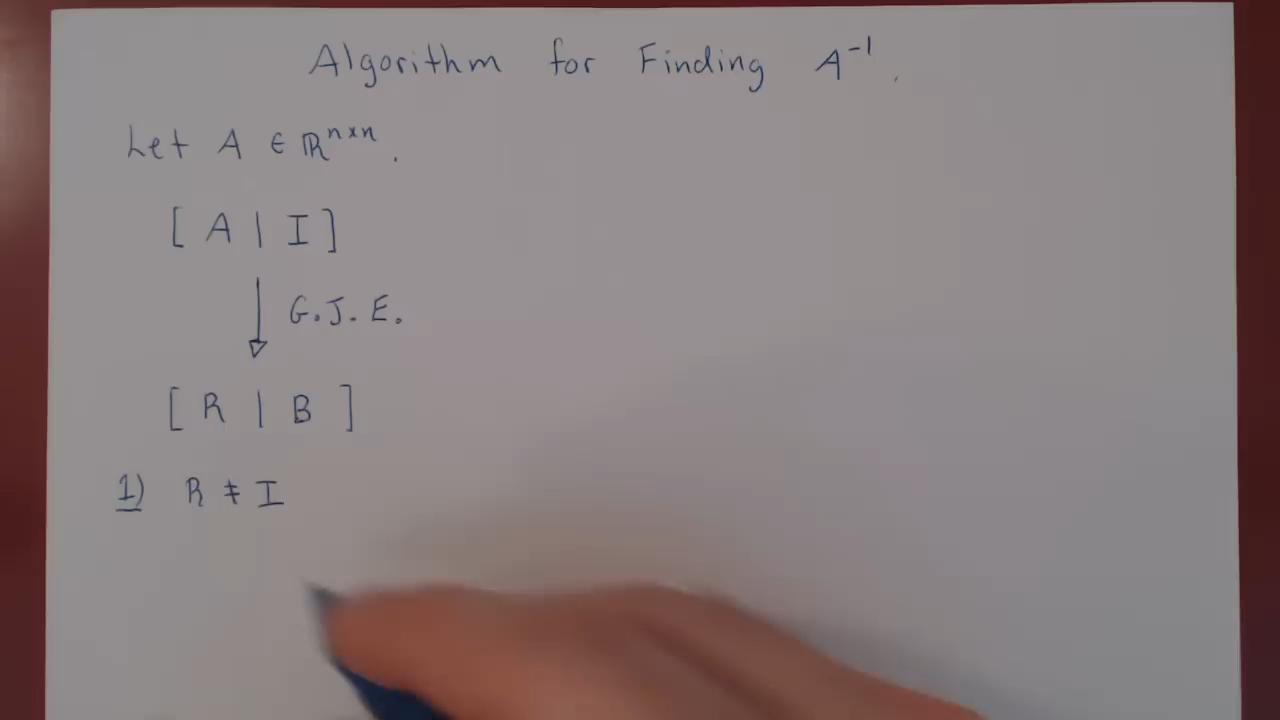 Algorithm for Finding A⁻¹.
Let A ∈ ℝⁿˣⁿ.
[ A | I ]
G.J.E.
[ R | B ]
1) R ≠ I